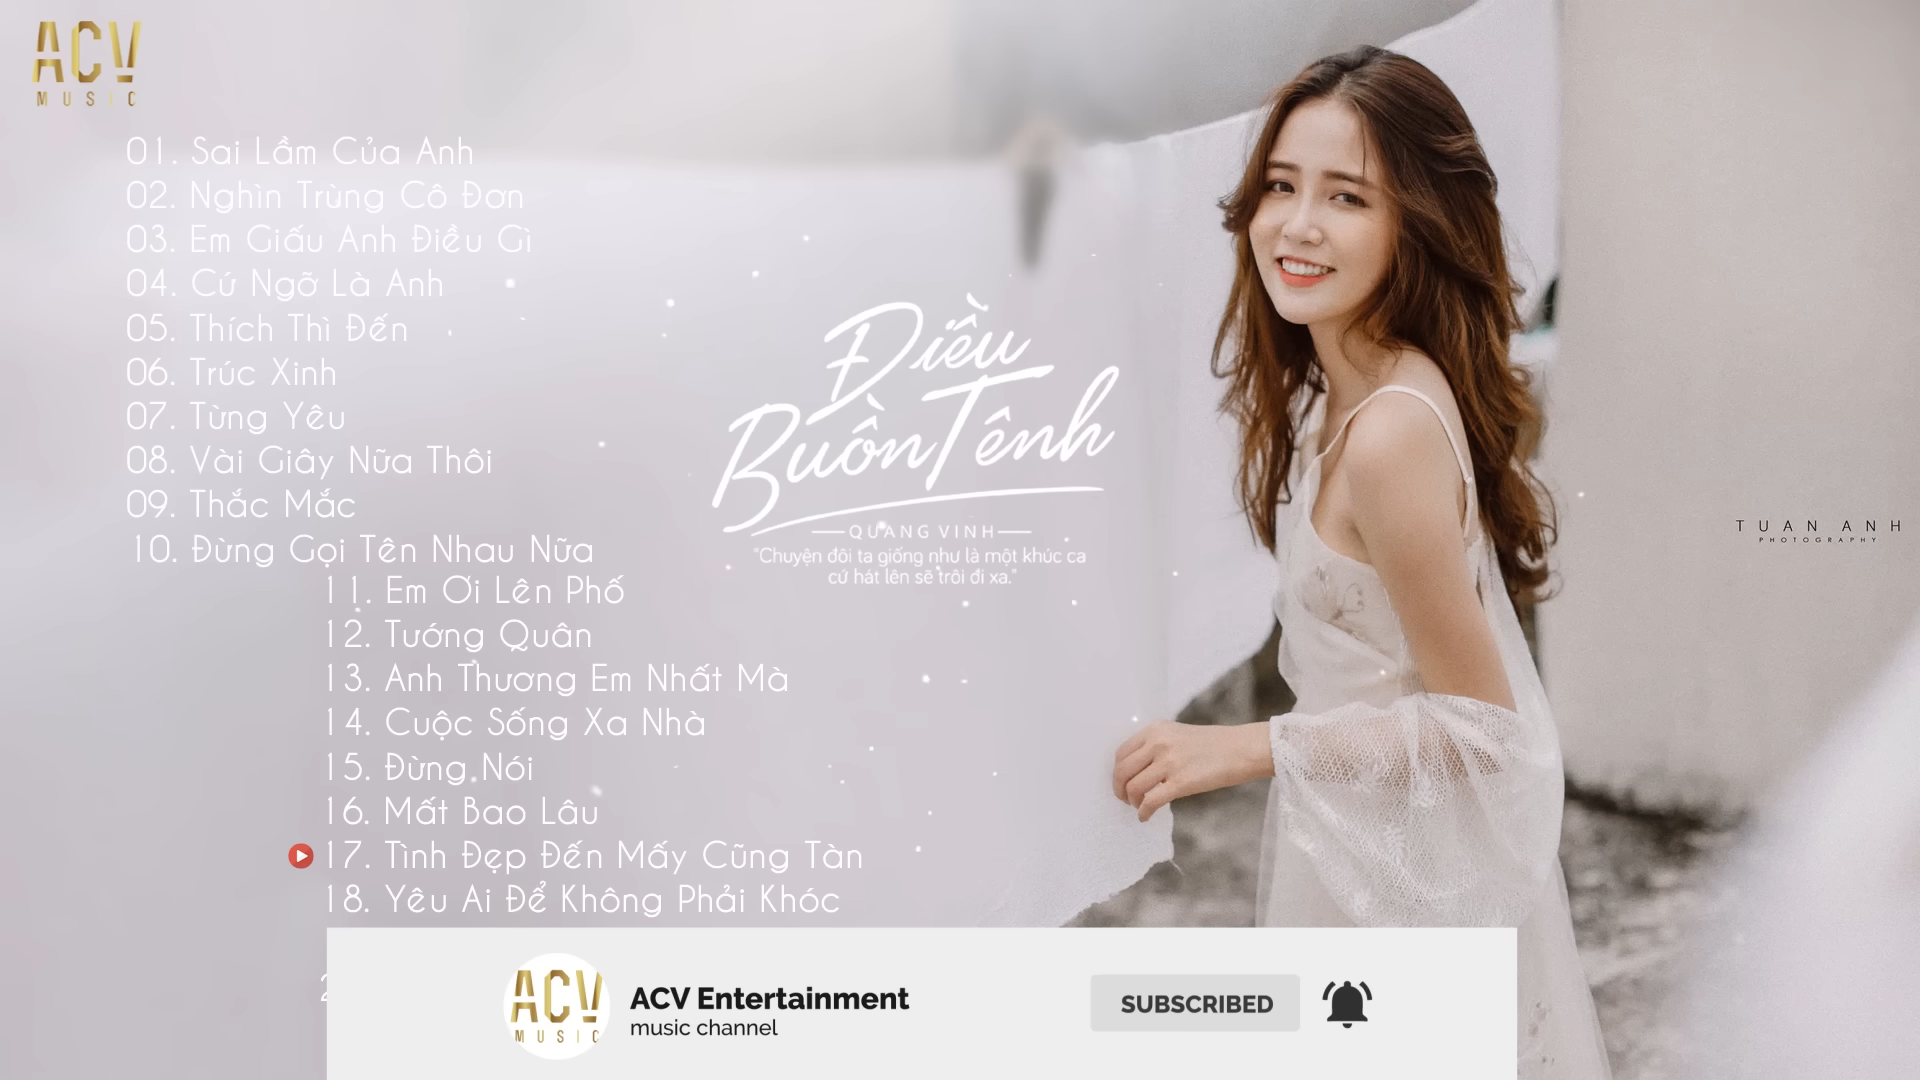 ACV
MUSIC
01. Sai Lầm Của Anh
02. Nghìn Trùng Cô Đơn
03. Em Giấu Anh Điều Gì
04. Cứ Ngỡ Là Anh
05. Thích Thì Đến
06. Trúc Xinh
07. Từng Yêu
08. Vài Giây Nữa Thôi
09. Thắc Mắc
10. Đừng Gọi Tên Nhau Nữa
11. Em Ơi Lên Phố
12. Tướng Quân
13. Anh Thương Em Nhất Mà
14. Cuộc Sống Xa Nhà
15. Đừng Nói
16. Mất Bao Lâu
17. Tình Đẹp Đến Mấy Cũng Tàn
18. Yêu Ai Để Không Phải Khóc
Điều
Buồn Tênh
QUANG VINH
"Chuyện đôi ta giống như là một khúc ca
cứ hát lên sẽ trôi đi xa."
TUAN ANH
PHOTOGRAPHY
ACV
MUSIC
ACV Entertainment
music channel
SUBSCRIBED